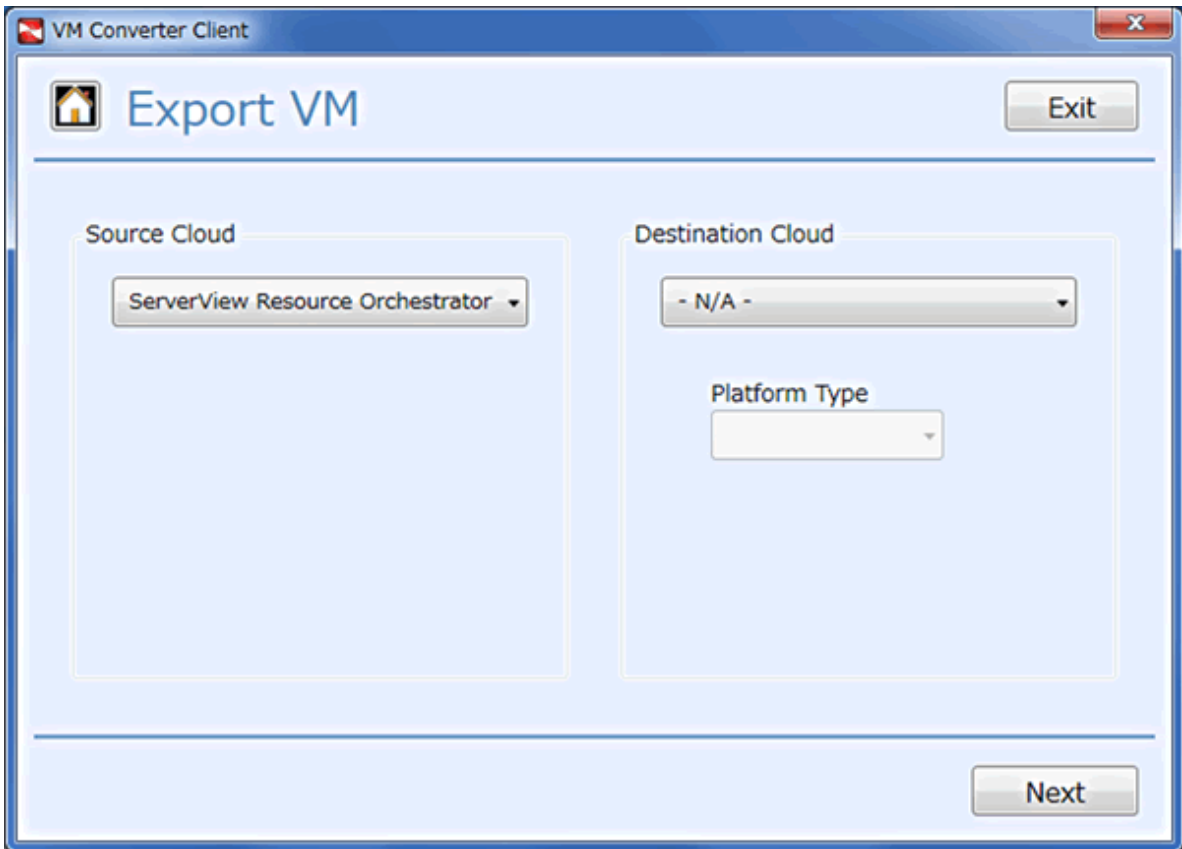 VM Converter Client
Export VM
Exit
Source Cloud
Destination Cloud
ServerView Resource Orchestrator
- N/A -
Platform Type
Next